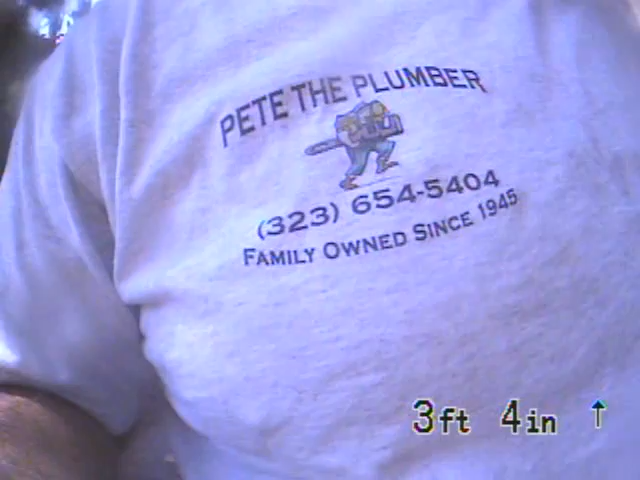 PETE THE PLUMBER
(323) 654-5404
FAMILY OWNED SINCE 1945
3ft 4in ↑